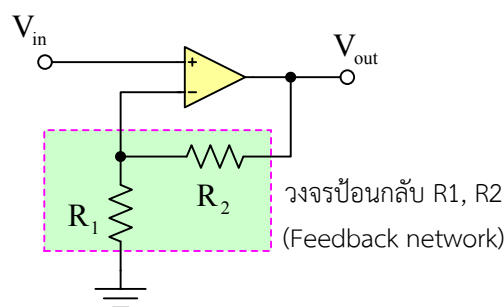 V_in
V_out
+
−
R_2
R_1
วงจรป้อนกลับ R1, R2
(Feedback network)